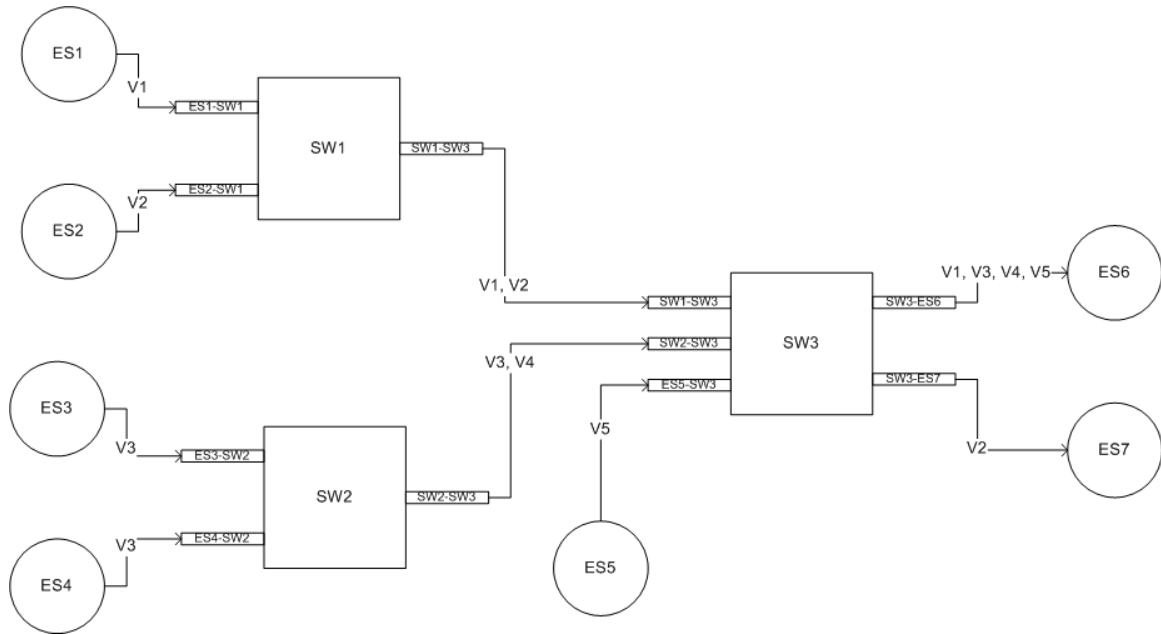 ES1
V1
ES1-SW1
SW1
SW1-SW3
ES2-SW1
V2
ES2
V1, V2
V1, V3, V4, V5
ES6
SW1-SW3
SW3-ES6
SW2-SW3
SW3
V3, V4
ES5-SW3
SW3-ES7
ES3
V5
V2
ES7
V3
ES3-SW2
SW2
SW2-SW3
ES4-SW2
V3
ES4
ES5